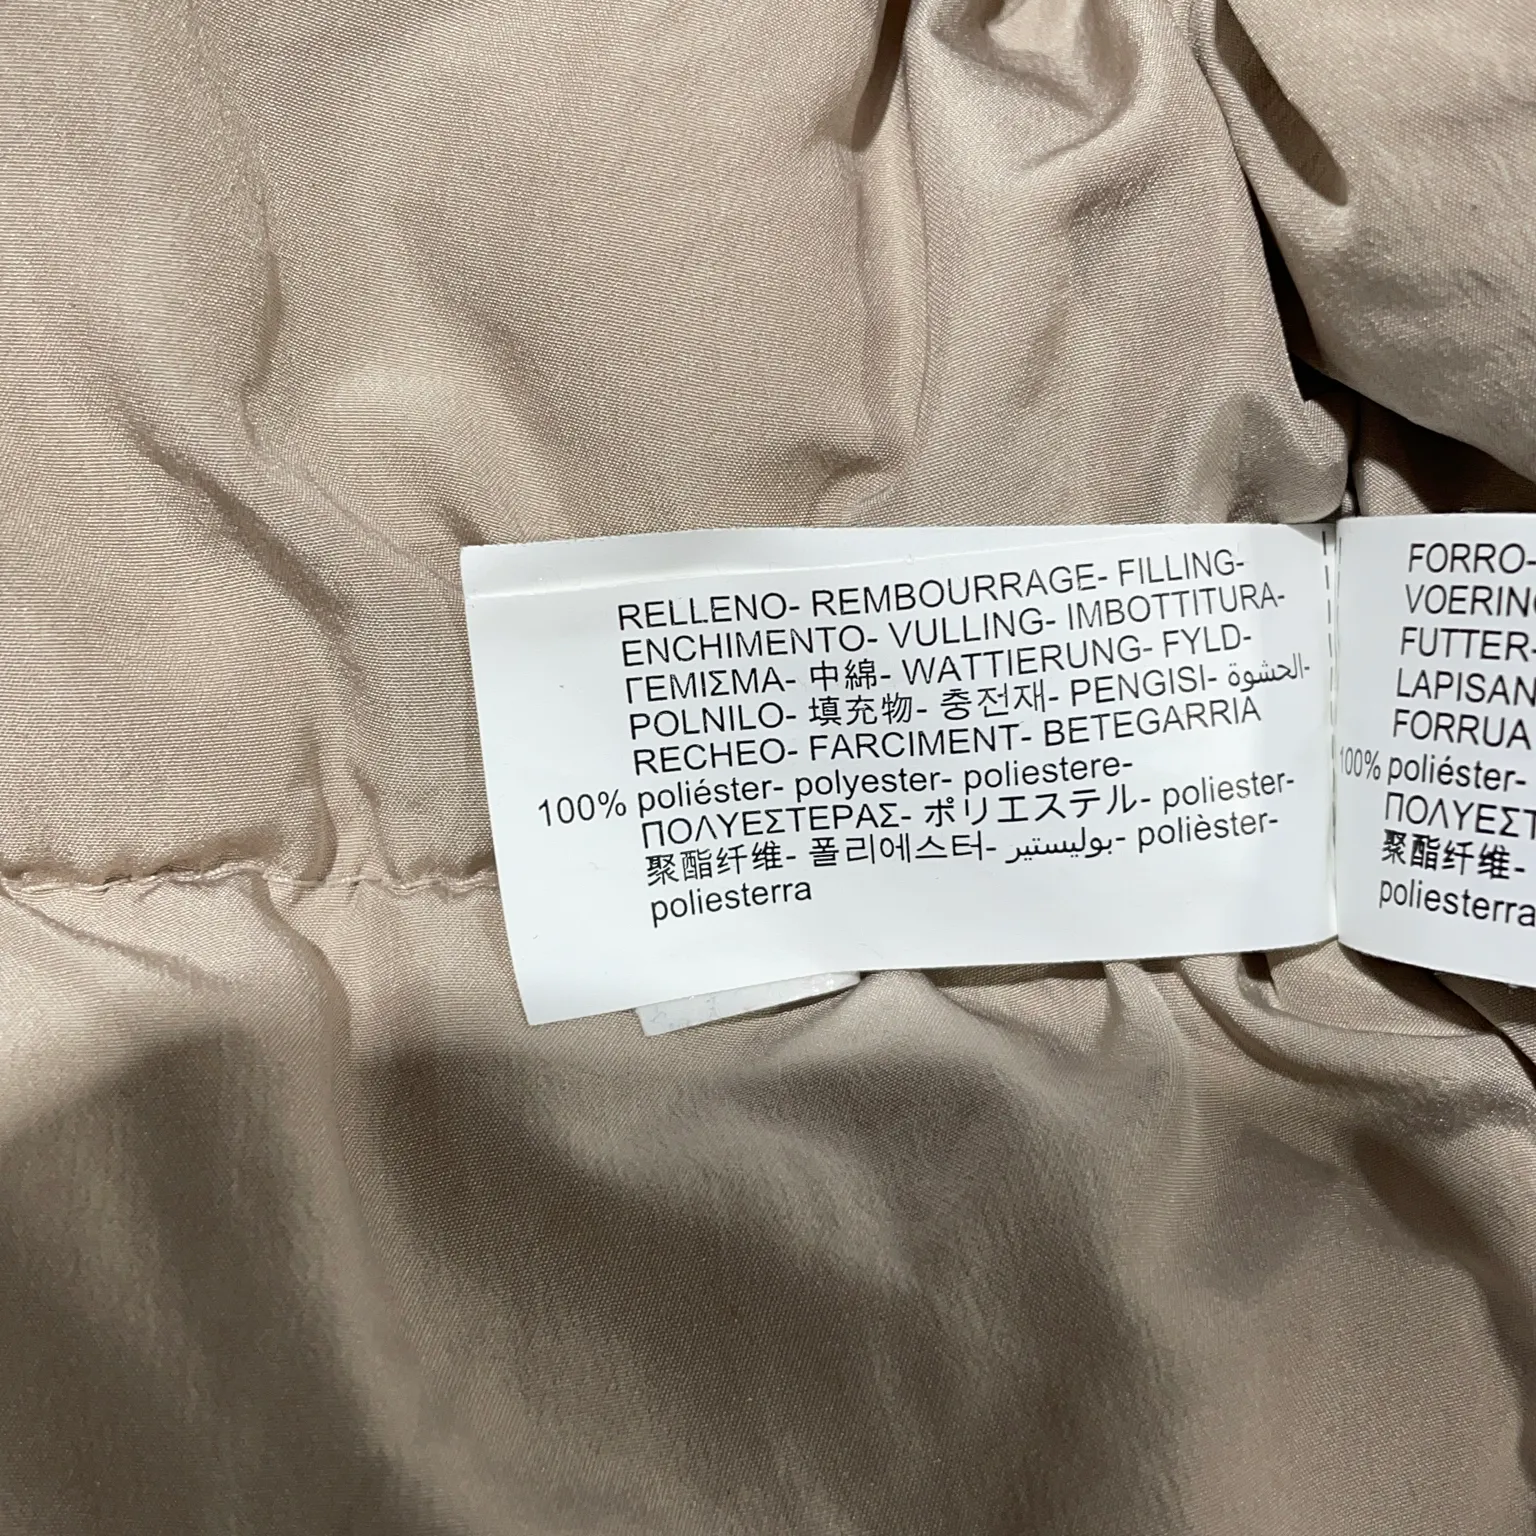 RELLENO- REMBOURRAGE- FILLING-
ENCHIMENTO- VULLING- IMBOTTITURA-
ΓΕΜΙΣΜΑ- 中綿- WATTIERUNG- FYLD-
POLNILO- 填充物- 충전재- PENGISI- الحشوة-
RECHEO- FARCIMENT- BETEGARRIA
100% poliéster- polyester- poliestere-
ΠΟΛΥΕΣΤΕΡΑΣ- ポリエステル- poliester-
聚酯纤维- 폴리에스터- بوليستير- polièster-
poliesterra
FORRO-
VOERING
FUTTER-
LAPISAN
FORRUA
100% poliéster-
ΠΟΛΥΕΣΤ
聚酯纤维-
poliesterra